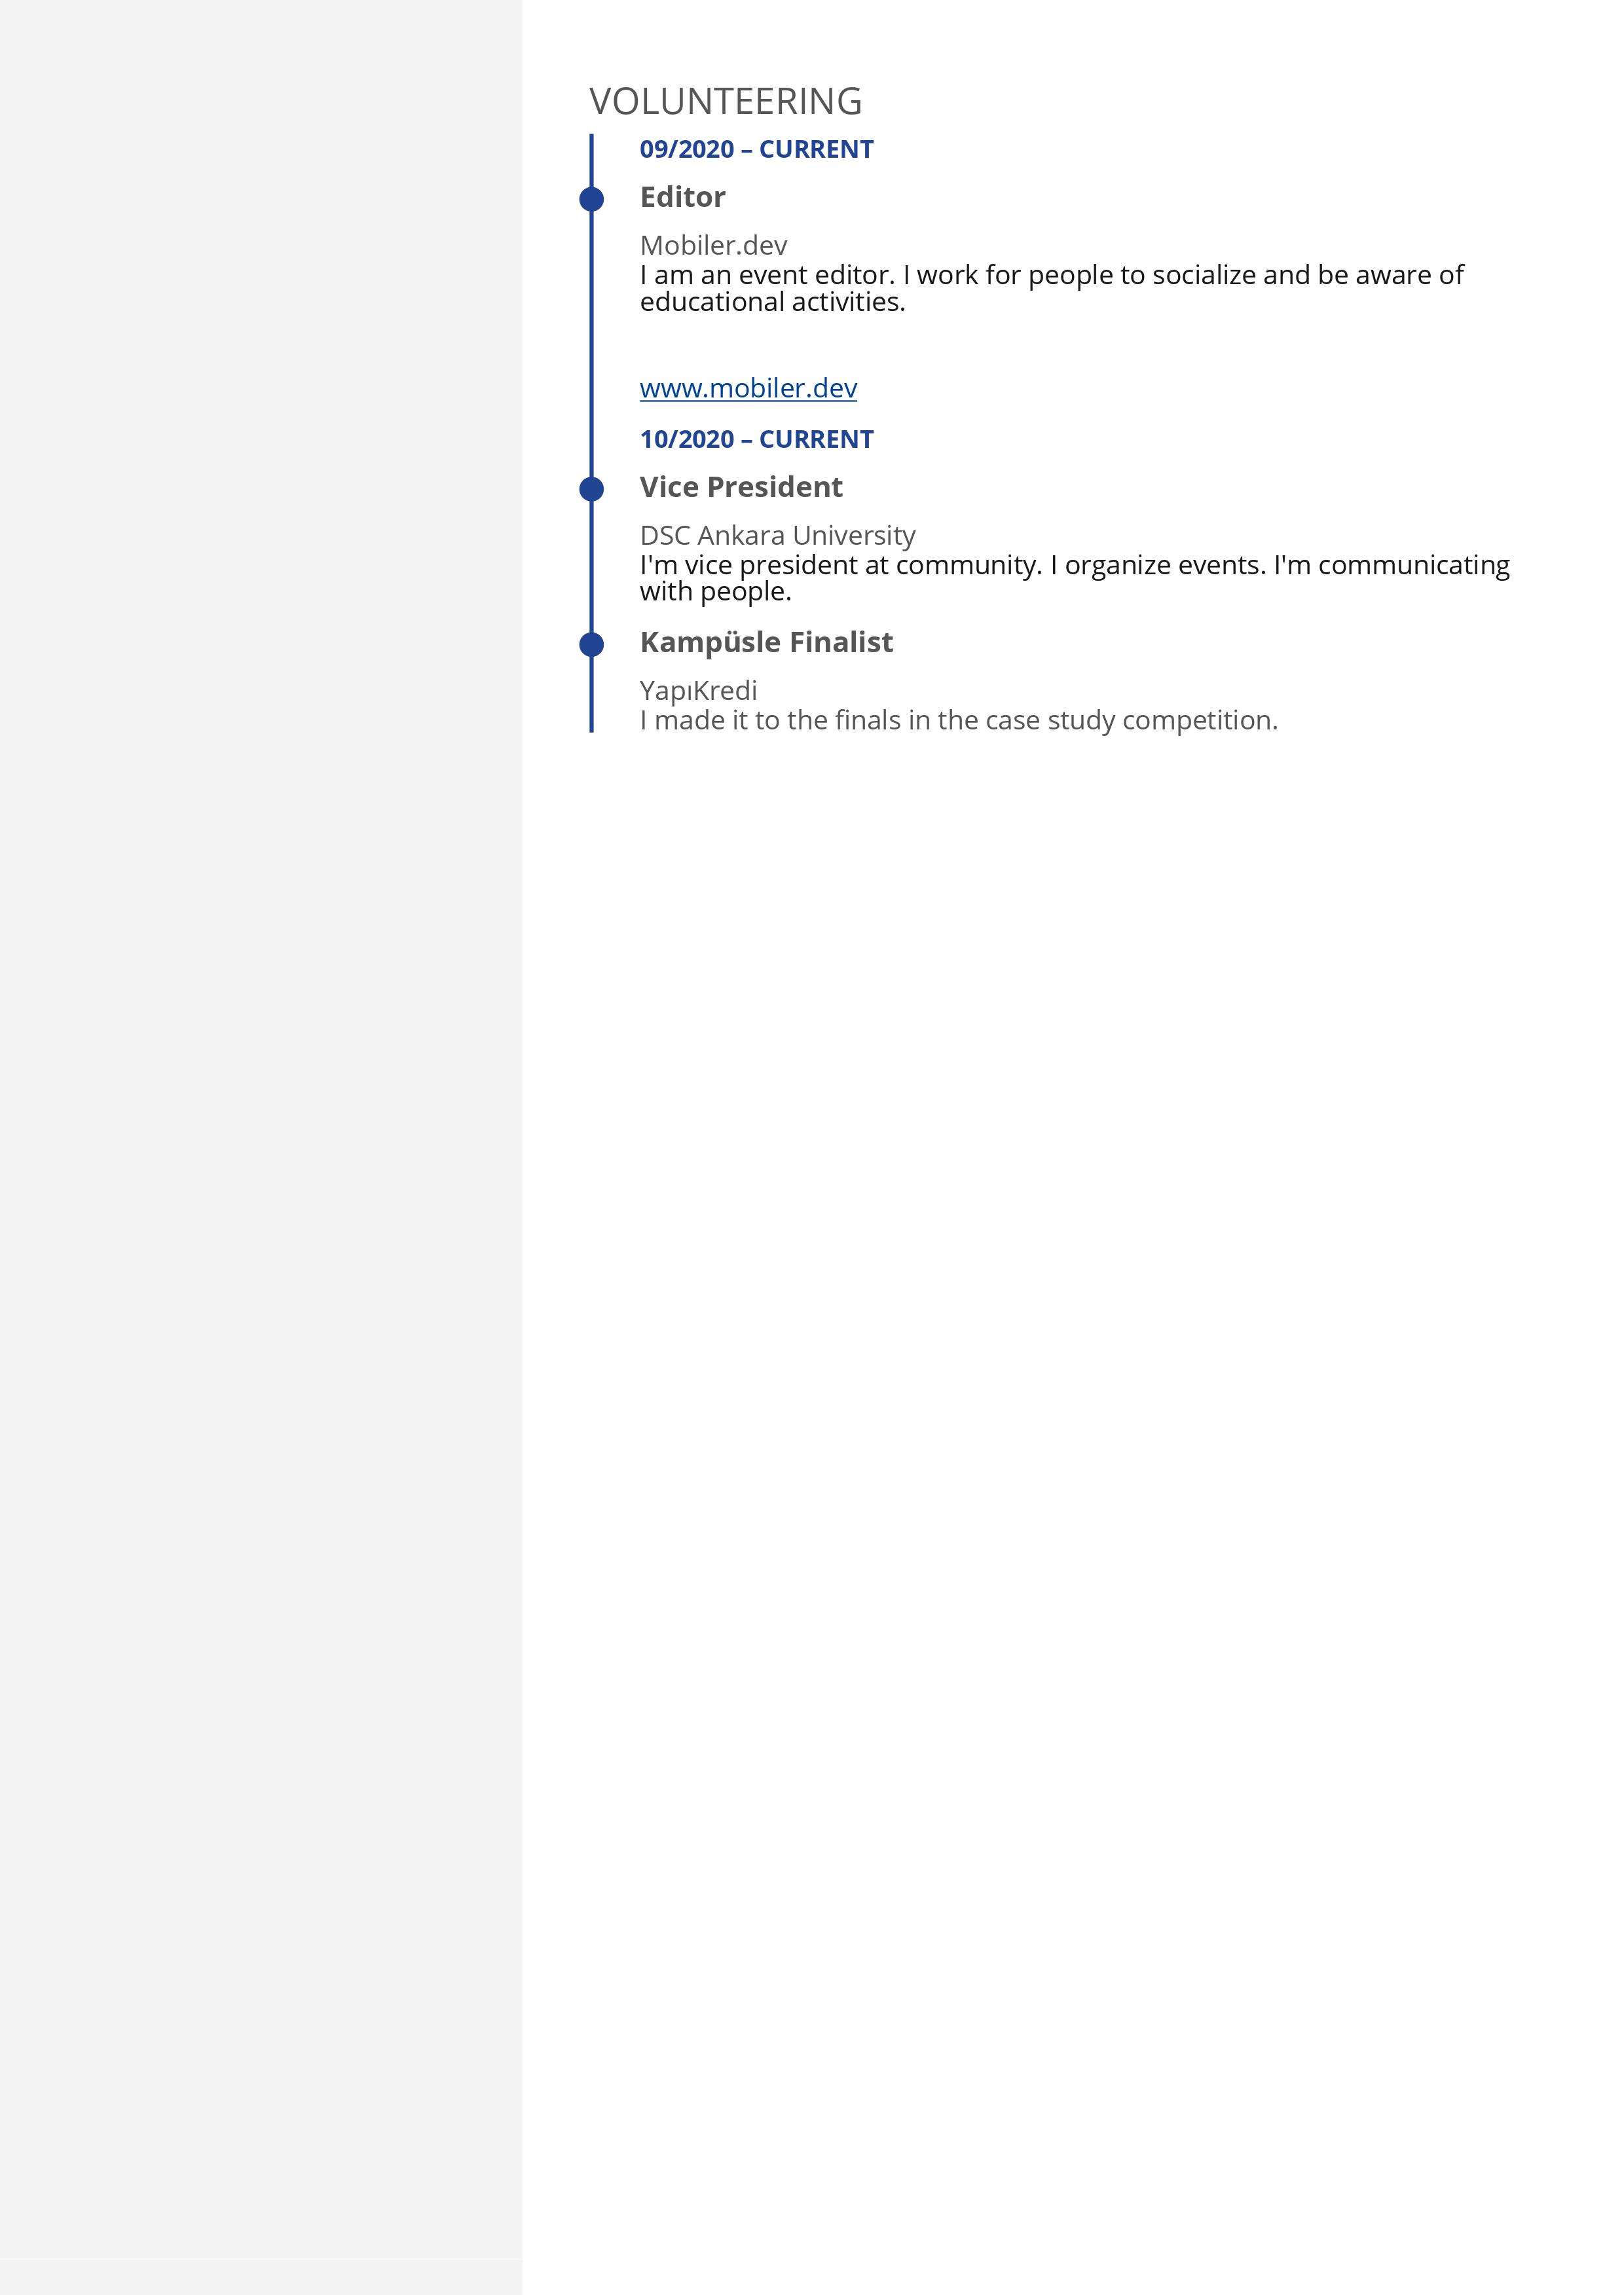 VOLUNTEERING
09/2020 – CURRENT
Editor
Mobiler.dev
I am an event editor. I work for people to socialize and be aware of
educational activities.
www.mobiler.dev
10/2020 – CURRENT
Vice President
DSC Ankara University
I'm vice president at community. I organize events. I'm communicating
with people.
Kampüsle Finalist
YapıKredi
I made it to the finals in the case study competition.